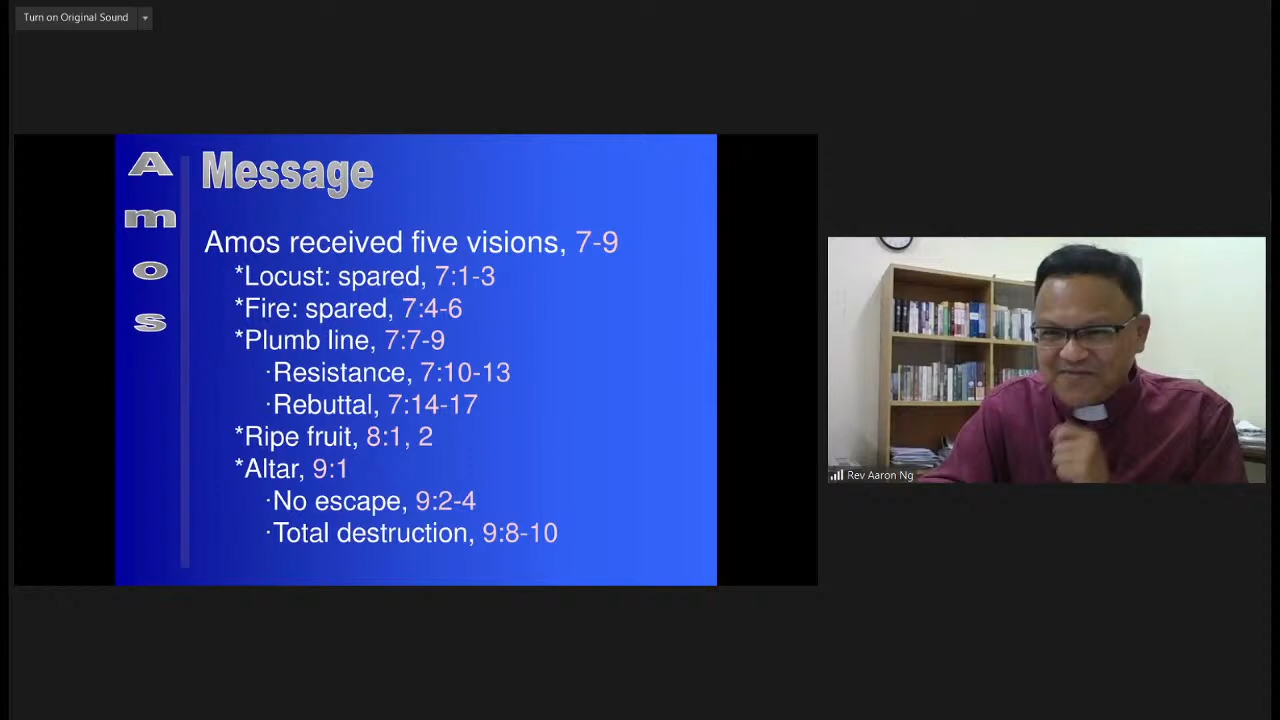 Turn on Original Sound
Amos
Message
Amos received five visions, 7-9
*Locust: spared, 7:1-3
*Fire: spared, 7:4-6
*Plumb line, 7:7-9
·Resistance, 7:10-13
·Rebuttal, 7:14-17
*Ripe fruit, 8:1, 2
*Altar, 9:1
·No escape, 9:2-4
·Total destruction, 9:8-10
Rev Aaron Ng